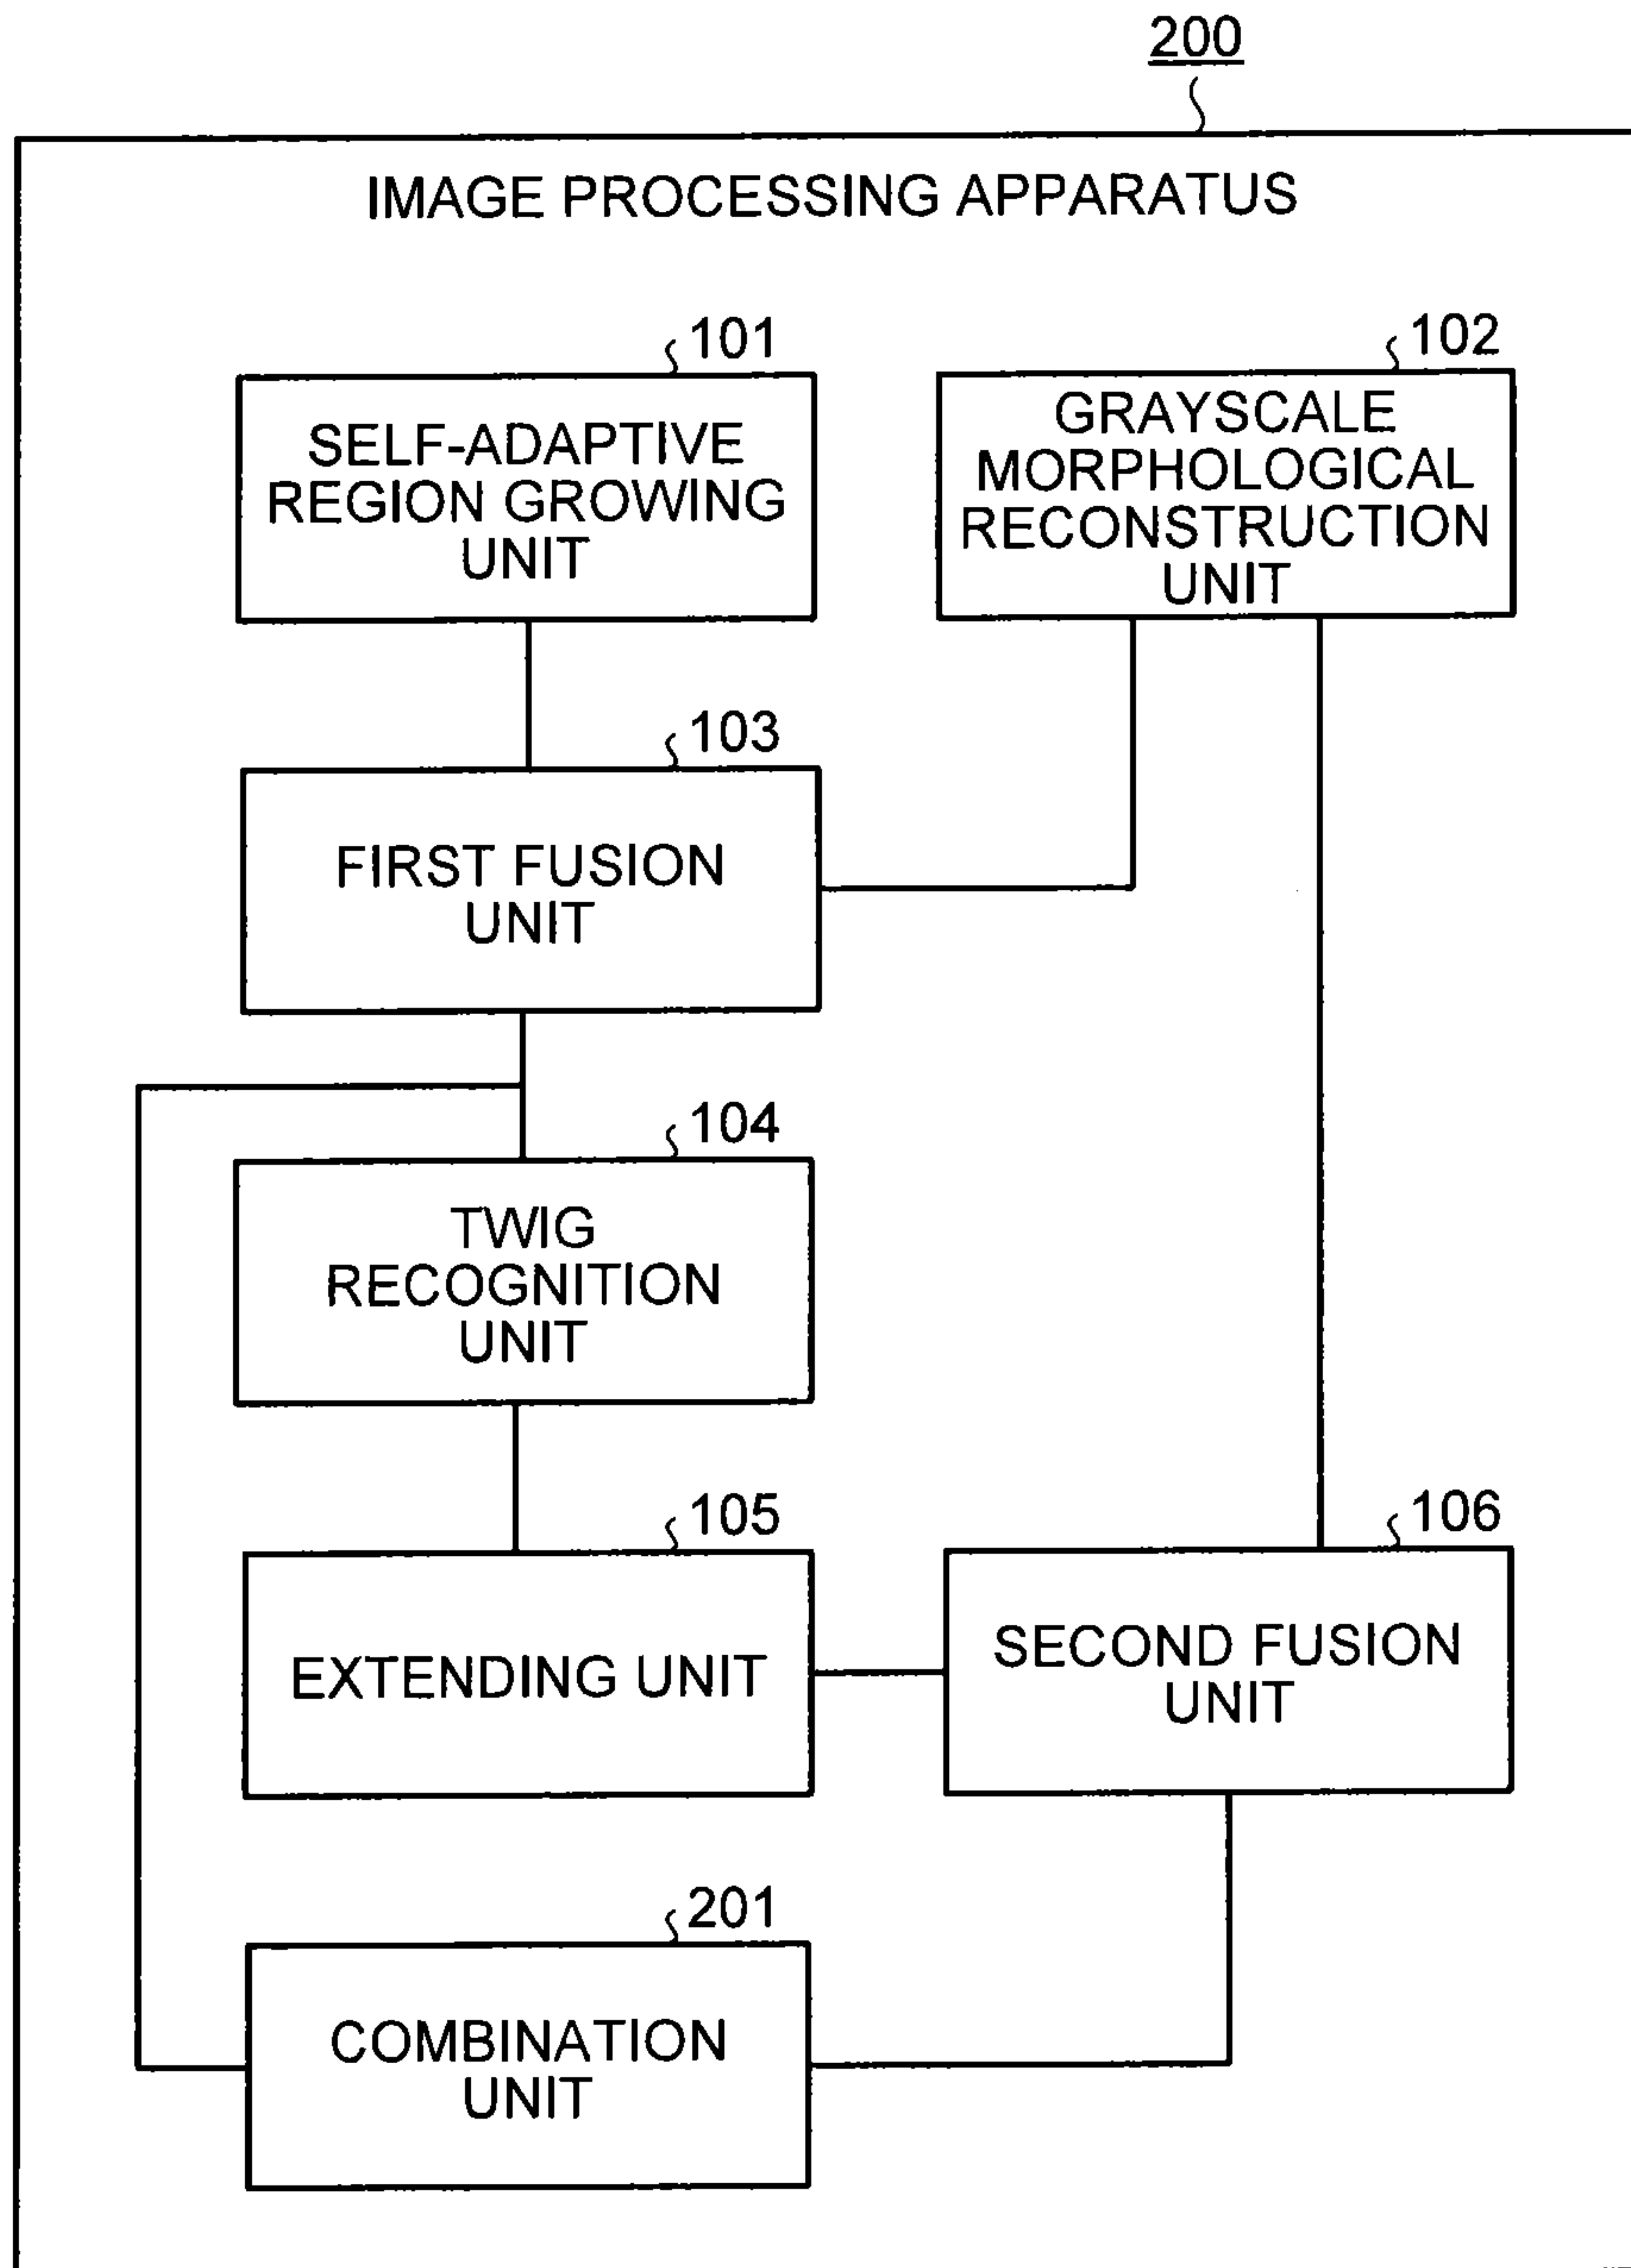 200
IMAGE PROCESSING APPARATUS
101
SELF-ADAPTIVE
REGION GROWING
UNIT
102
GRAYSCALE
MORPHOLOGICAL
RECONSTRUCTION
UNIT
103
FIRST FUSION
UNIT
104
TWIG
RECOGNITION
UNIT
105
EXTENDING UNIT
106
SECOND FUSION
UNIT
201
COMBINATION
UNIT